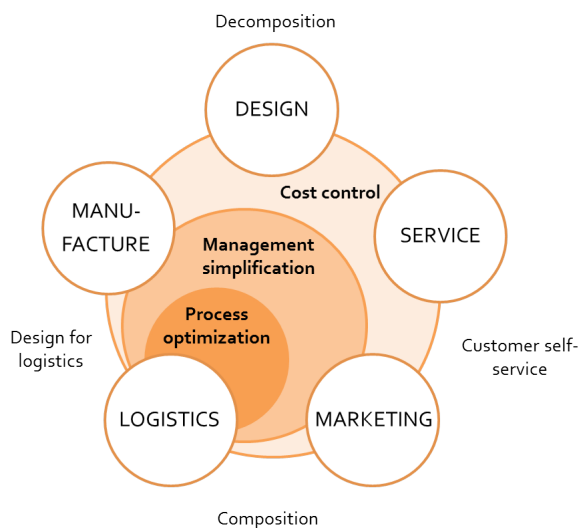 Decomposition
DESIGN
Cost control
MANU-
FACTURE
SERVICE
Management
simplification
Process
optimization
Design for
logistics
Customer self-
service
LOGISTICS
MARKETING
Composition